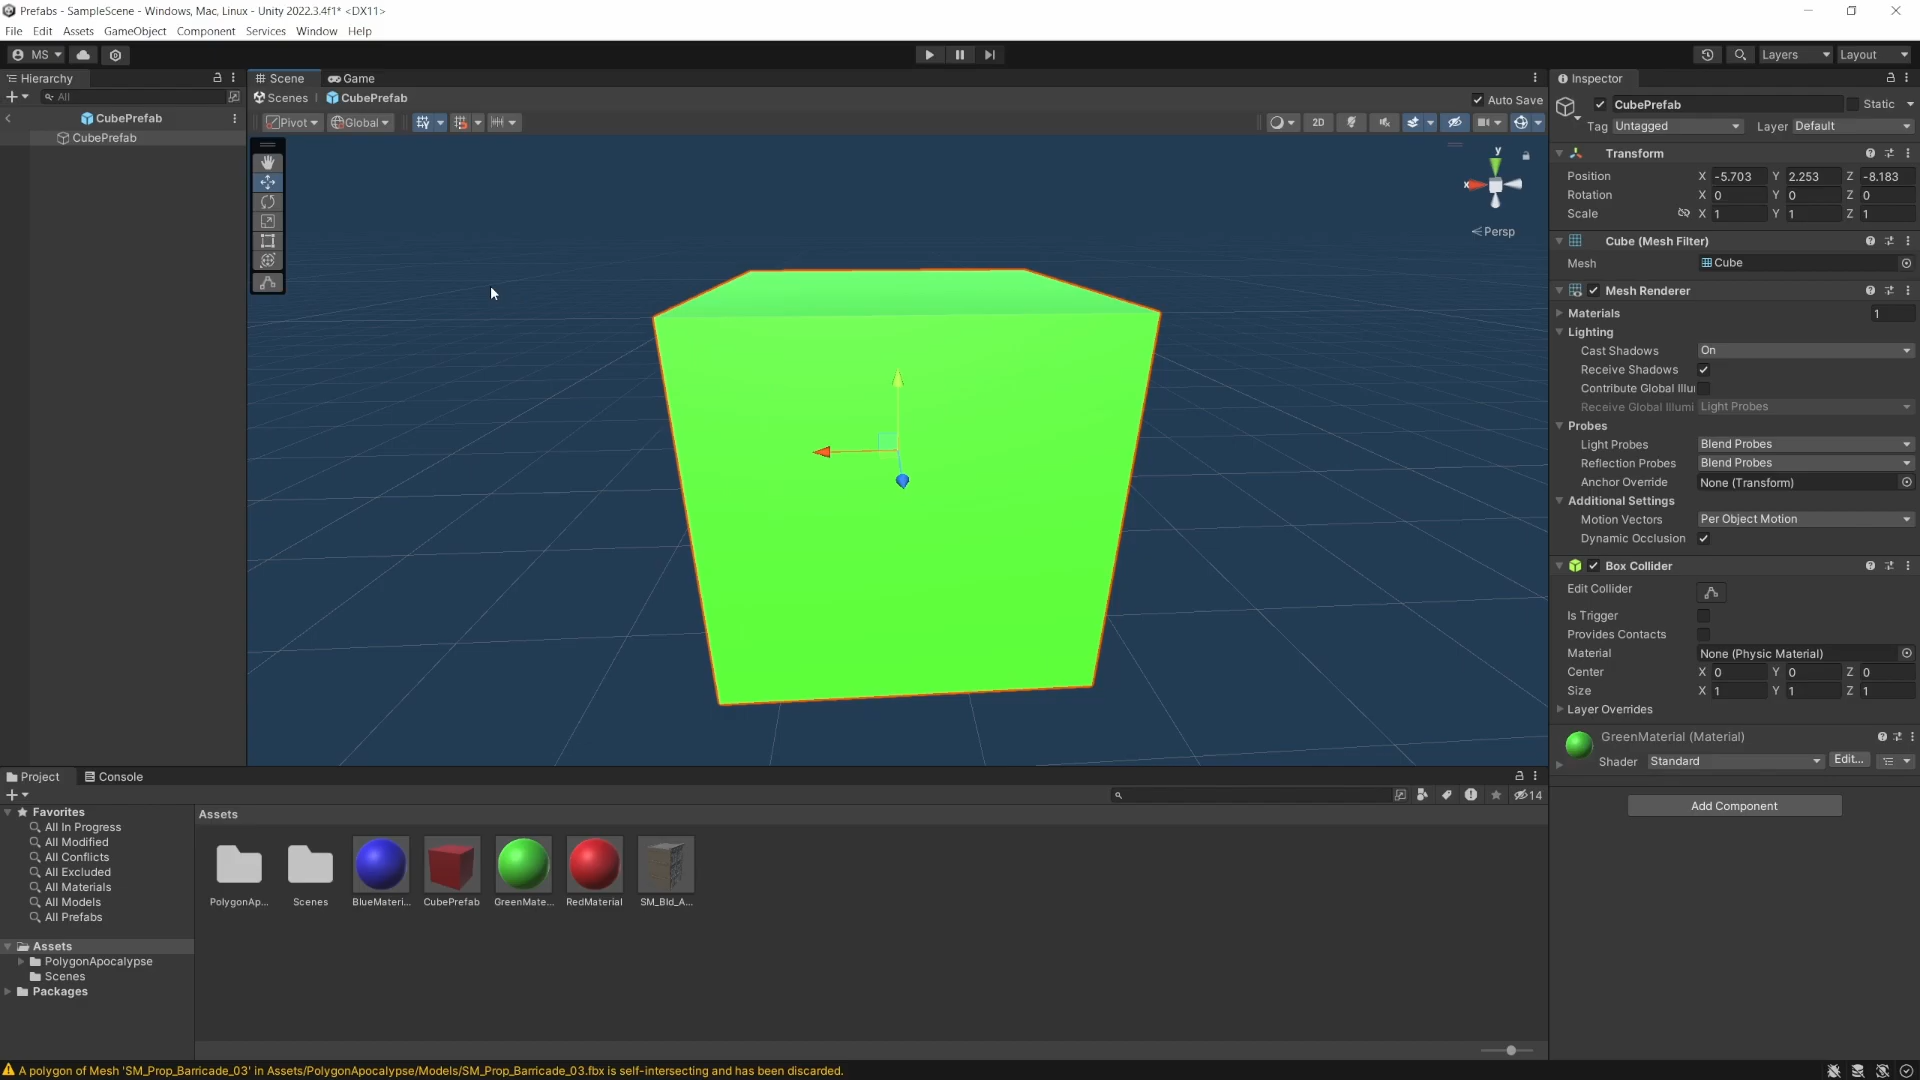 Prefabs - SampleScene - Windows, Mac, Linux - Unity 2022.3.4f1* <DX11>
File Edit Assets GameObject Component Services Window Help
MS Layers Layout
Hierarchy
All
CubePrefab
CubePrefab
Scene Game
Scenes CubePrefab Auto Save
Pivot Global 2D
y
x
Persp
Inspector
CubePrefab Static
Tag Untagged Layer Default
Transform
Position X -5.703 Y 2.253 Z -8.183
Rotation X 0 Y 0 Z 0
Scale X 1 Y 1 Z 1
Cube (Mesh Filter)
Mesh Cube
Mesh Renderer
Materials 1
Lighting
Cast Shadows On
Receive Shadows
Contribute Global Illu
Receive Global Illumi Light Probes
Probes
Light Probes Blend Probes
Reflection Probes Blend Probes
Anchor Override None (Transform)
Additional Settings
Motion Vectors Per Object Motion
Dynamic Occlusion
Box Collider
Edit Collider
Is Trigger
Provides Contacts
Material None (Physic Material)
Center X 0 Y 0 Z 0
Size X 1 Y 1 Z 1
Layer Overrides
GreenMaterial (Material)
Shader Standard Edit...
Add Component
Project Console
14
Favorites
All In Progress
All Modified
All Conflicts
All Excluded
All Materials
All Models
All Prefabs
Assets
PolygonApocalypse
Scenes
Packages
Assets
PolygonAp... Scenes BlueMateri... CubePrefab GreenMate... RedMaterial SM_Bld_A...
A polygon of Mesh 'SM_Prop_Barricade_03' in Assets/PolygonApocalypse/Models/SM_Prop_Barricade_03.fbx is self-intersecting and has been discarded.